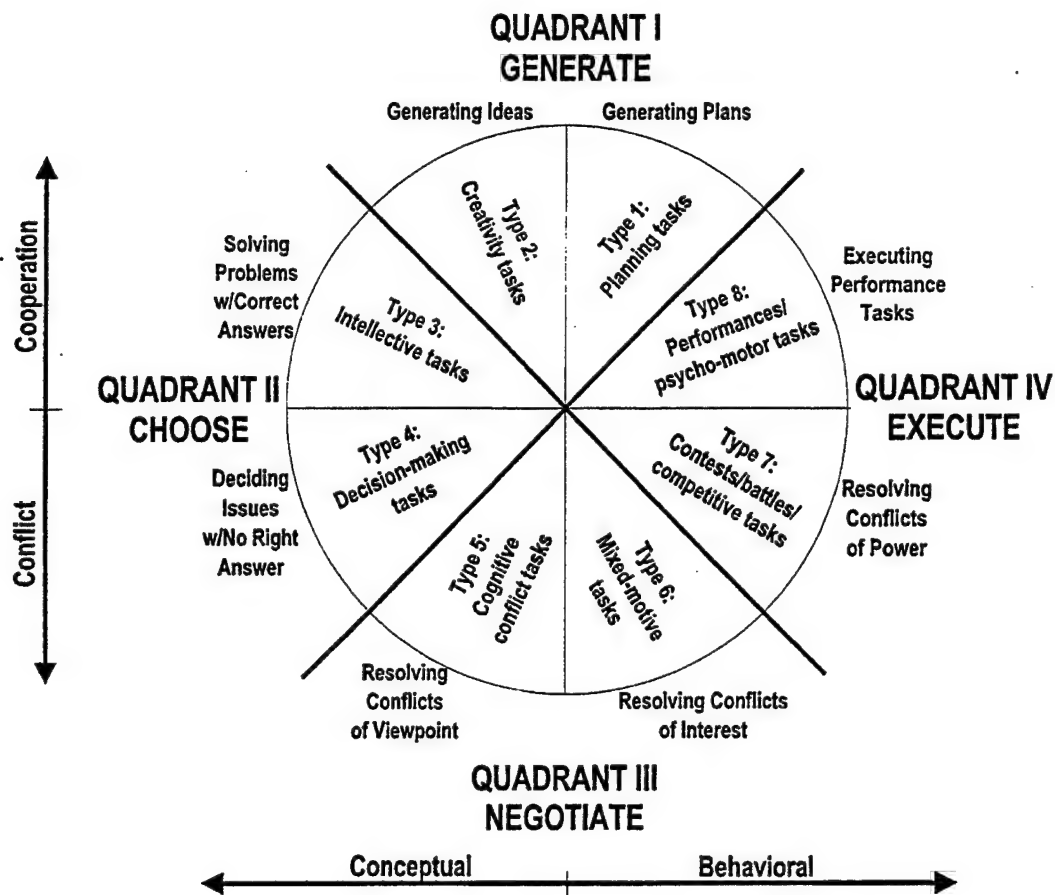 QUADRANT I
GENERATE
Generating Ideas
Generating Plans
Type 2:
Creativity tasks
Type 1:
Planning tasks
Cooperation
Solving
Problems
w/Correct
Answers
Type 3:
Intellective tasks
Type 8:
Performances/
psycho-motor tasks
Executing
Performance
Tasks
QUADRANT II
CHOOSE
QUADRANT IV
EXECUTE
Conflict
Deciding
Issues
w/No Right
Answer
Type 4:
Decision-making
tasks
Type 5:
Cognitive
conflict tasks
Type 6:
Mixed-motive
tasks
Type 7:
Contests/battles/
competitive tasks
Resolving
Conflicts
of Power
Resolving
Conflicts
of Viewpoint
Resolving Conflicts
of Interest
QUADRANT III
NEGOTIATE
Conceptual
Behavioral